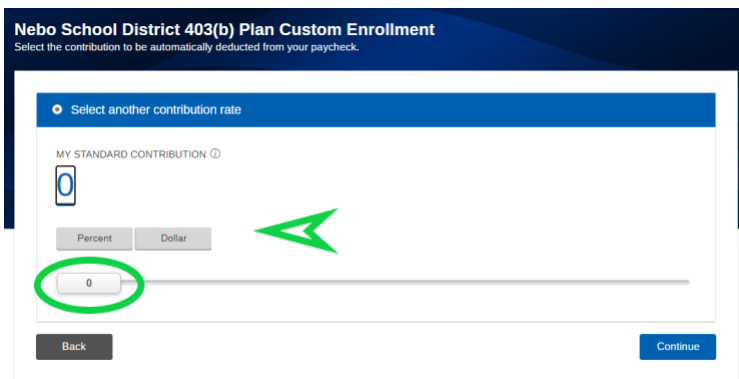 Nebo School District 403(b) Plan Custom Enrollment
Select the contribution to be automatically deducted from your paycheck.
Select another contribution rate
MY STANDARD CONTRIBUTION ⓘ
0
Percent Dollar
0
Back Continue